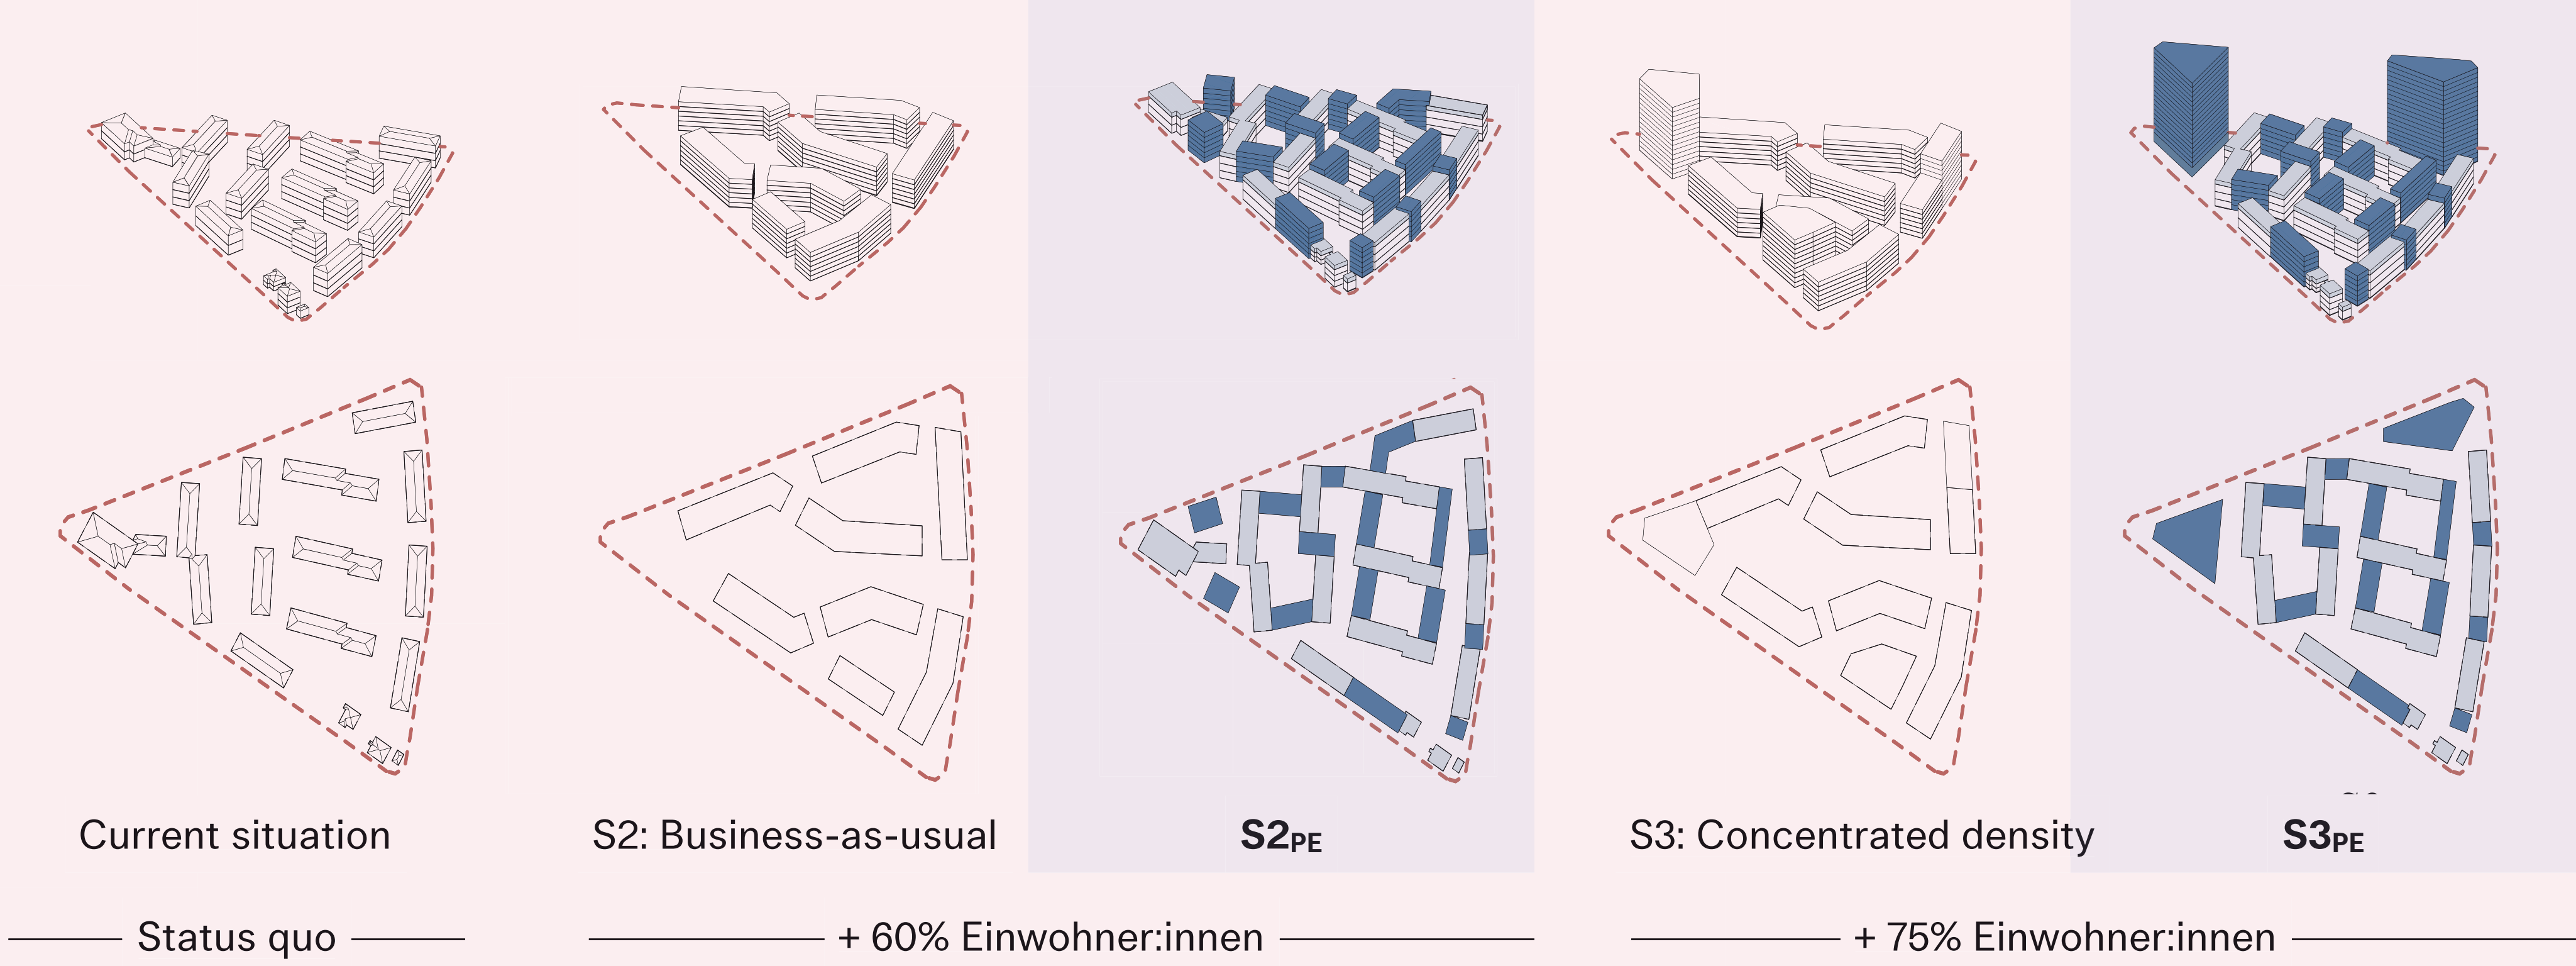 Current situation
S2: Business-as-usual
S2PE
S3: Concentrated density
S3PE
Status quo
+ 60% Einwohner:innen
+ 75% Einwohner:innen